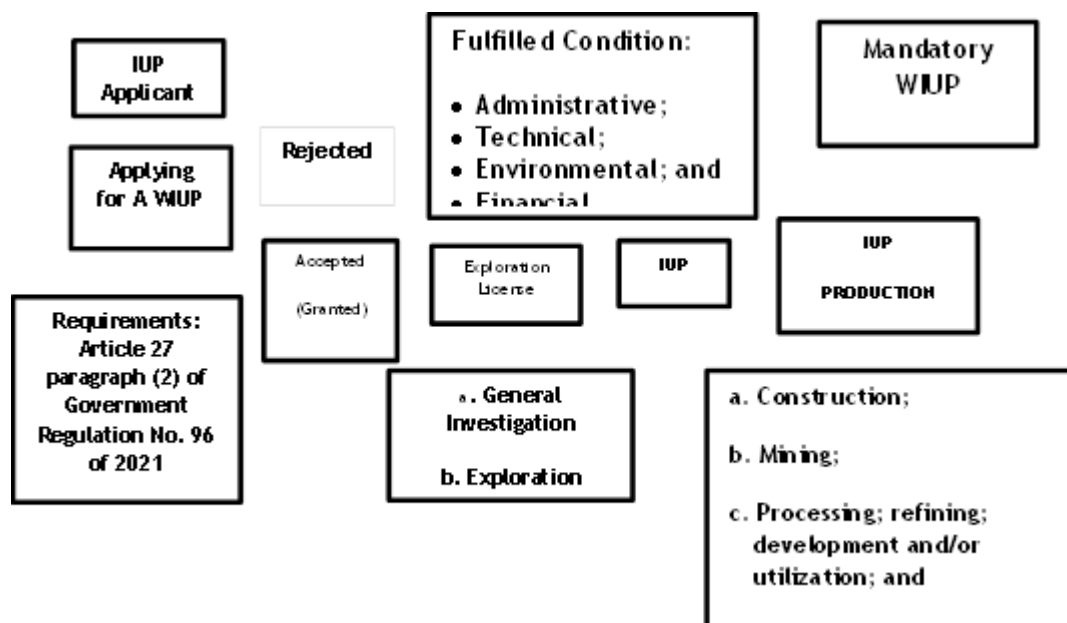 IUP
Applicant
Applying
for A WIUP
Requirements:
Article 27
paragraph (2) of
Government
Regulation No. 96
of 2021
Rejected
Accepted
(Granted)
Fulfilled Condition:
• Administrative;
• Technical;
• Environmental; and
• Financial
Exploration
License
a. General
Investigation
b. Exploration
IUP
Mandatory
WIUP
IUP
PRODUCTION
a. Construction;
b. Mining;
c. Processing; refining;
development and/or
utilization; and